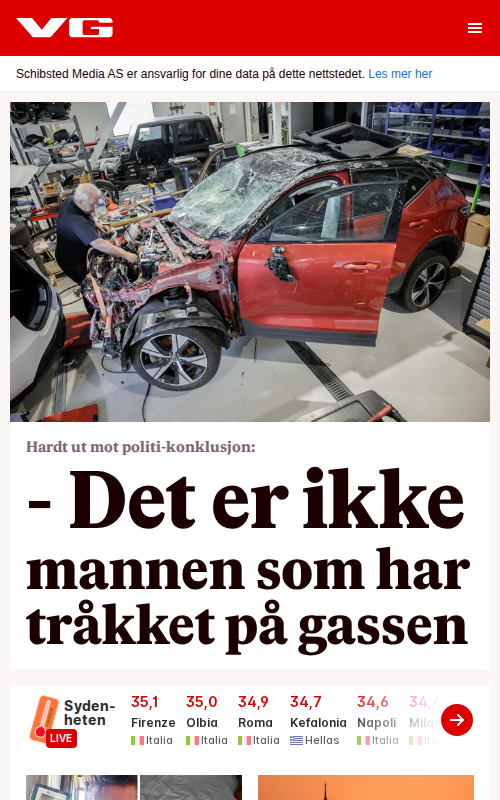 VG
Schibsted Media AS er ansvarlig for dine data på dette nettstedet. Les mer her
Hardt ut mot politi-konklusjon:
- Det er ikke
mannen som har
tråkket på gassen
Syden-
heten
LIVE
35,1
Firenze
Italia
35,0
Olbia
Italia
34,9
Roma
Italia
34,7
Kefalonia
Hellas
34,6
Napoli
Italia